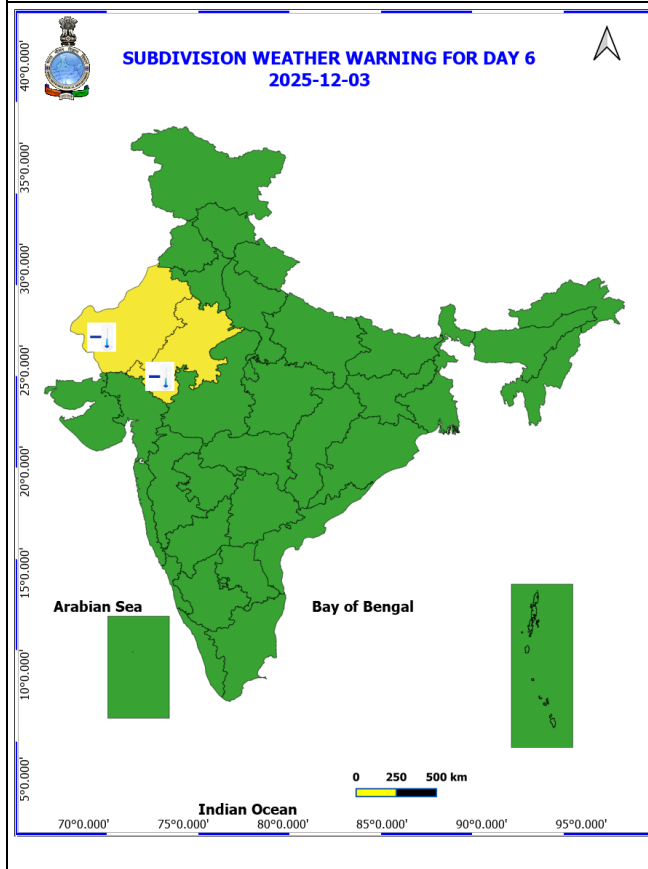 SUBDIVISION WEATHER WARNING FOR DAY 6
2025-12-03
40°0.000'
35°0.000'
30°0.000'
25°0.000'
20°0.000'
15°0.000'
10°0.000'
5°0.000'
Arabian Sea
Bay of Bengal
0 250 500 km
Indian Ocean
70°0.000' 75°0.000' 80°0.000' 85°0.000' 90°0.000' 95°0.000'